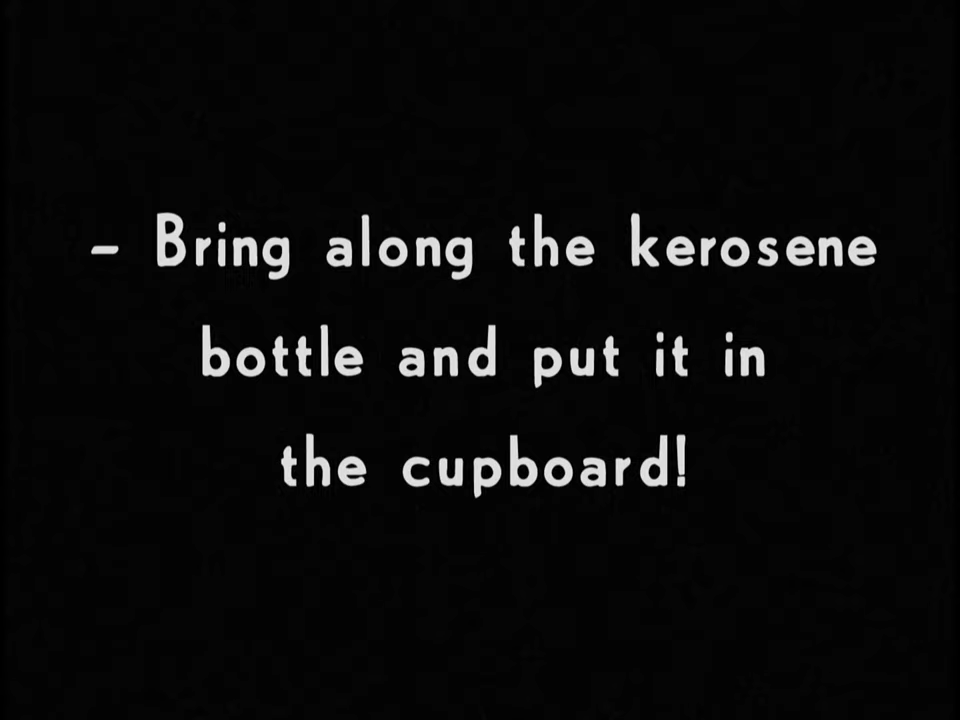 – Bring along the kerosene
bottle and put it in
the cupboard!